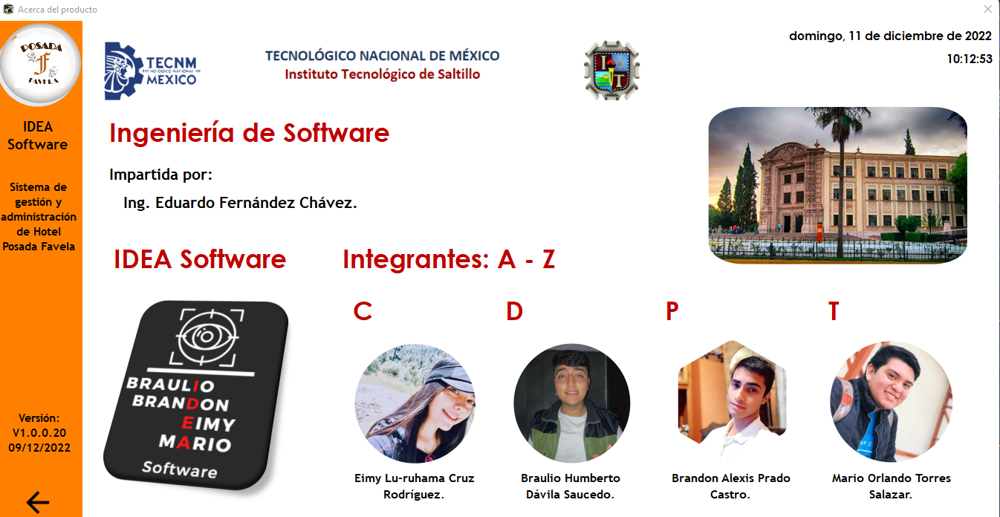 Acerca del producto
domingo, 11 de diciembre de 2022
10:12:53
POSADA
F
FAVELA
IDEA
Software
Sistema de
gestión y
administración
de Hotel
Posada Favela
Versión:
V1.0.0.20
09/12/2022
TECNM
TECNOLÓGICO NACIONAL DE
MÉXICO
TECNOLÓGICO NACIONAL DE MÉXICO
Instituto Tecnológico de Saltillo
I T
Ingeniería de Software
Impartida por:
Ing. Eduardo Fernández Chávez.
IDEA Software
BRAULIO
BRANDON
EIMY
MARIO
Software
Integrantes: A - Z
C
D
P
T
Eimy Lu-ruhama Cruz
Rodríguez.
Braulio Humberto
Dávila Saucedo.
Brandon Alexis Prado
Castro.
Mario Orlando Torres
Salazar.